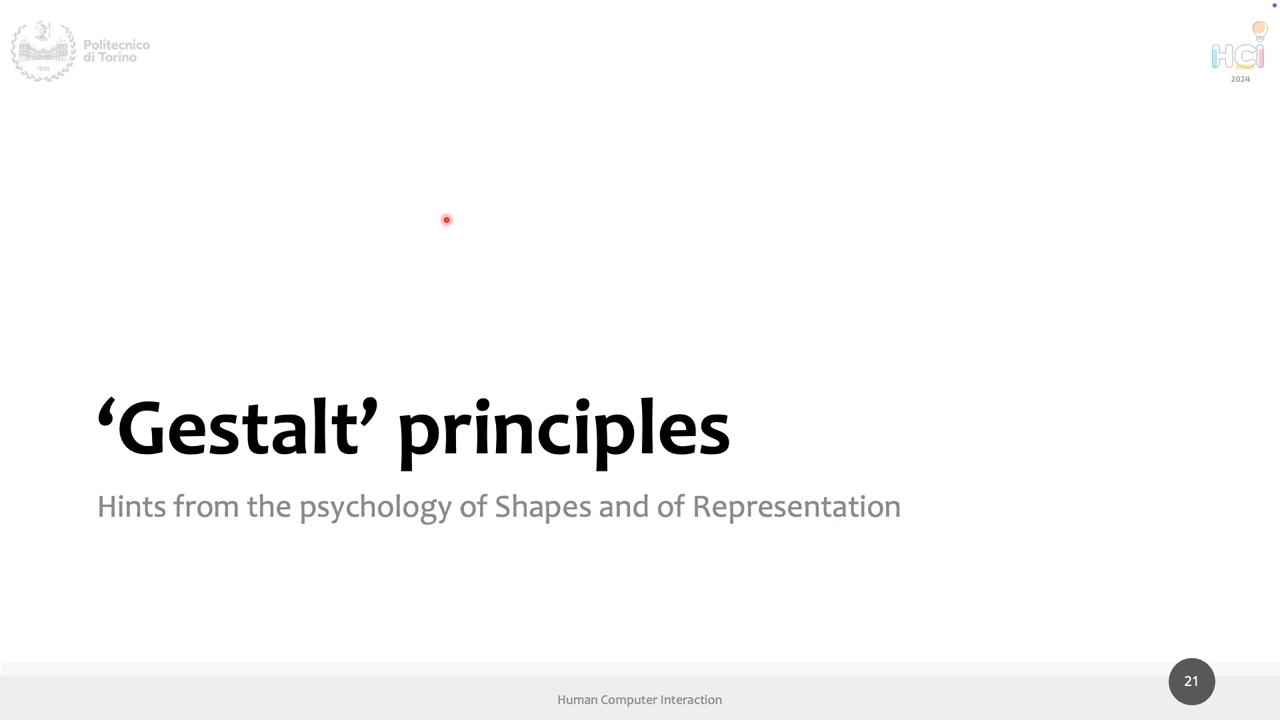 Politecnico
di Torino
1859
HCI
2024
‘Gestalt’ principles
Hints from the psychology of Shapes and of Representation
Human Computer Interaction
21